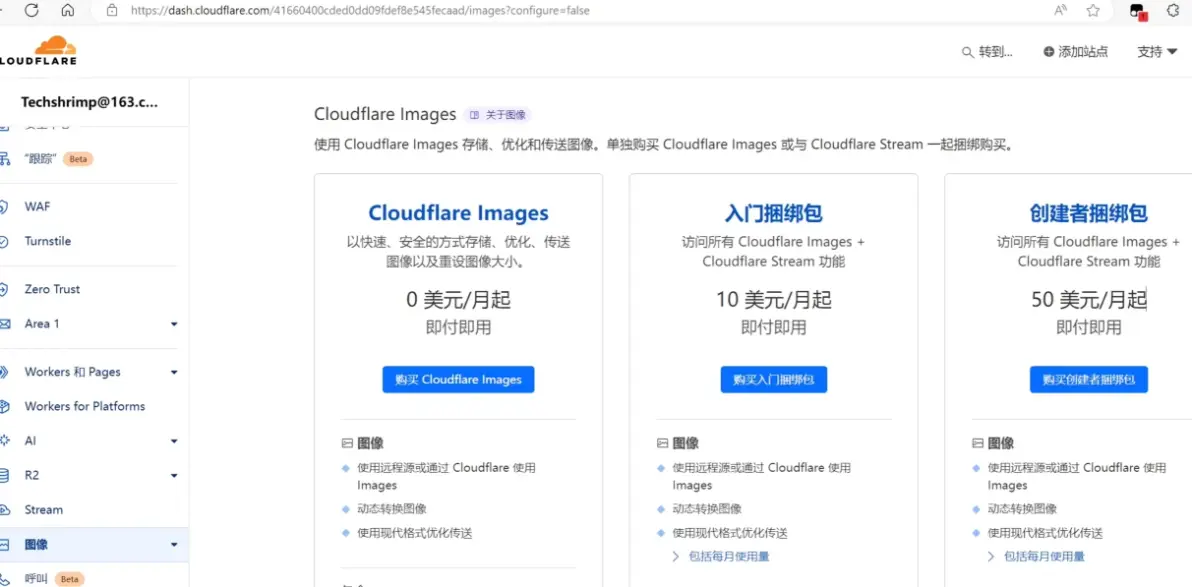 https://dash.cloudflare.com/41660400cded0dd09fdef8e545fecaad/images?configure=false
LOUDFLARE
转到...
添加站点
支持
Techshrimp@163.c...
"跟踪" Beta
WAF
Turnstile
Zero Trust
Area 1
Workers 和 Pages
Workers for Platforms
AI
R2
Stream
图像
呼叫 Beta
Cloudflare Images 关于图像
使用 Cloudflare Images 存储、优化和传送图像。单独购买 Cloudflare Images 或与 Cloudflare Stream 一起捆绑购买。
Cloudflare Images
以快速、安全的方式存储、优化、传送
图像以及重设图像大小。
0 美元/月起
即付即用
购买 Cloudflare Images
图像
使用远程源或通过 Cloudflare 使用
Images
动态转换图像
使用现代格式优化传送
入门捆绑包
访问所有 Cloudflare Images +
Cloudflare Stream 功能
10 美元/月起
即付即用
购买入门捆绑包
图像
使用远程源或通过 Cloudflare 使用
Images
动态转换图像
使用现代格式优化传送
包括每月使用量
创建者捆绑包
访问所有 Cloudflare Images +
Cloudflare Stream 功能
50 美元/月起
即付即用
购买创建者捆绑包
图像
使用远程源或通过 Cloudflare 使用
Images
动态转换图像
使用现代格式优化传送
包括每月使用量